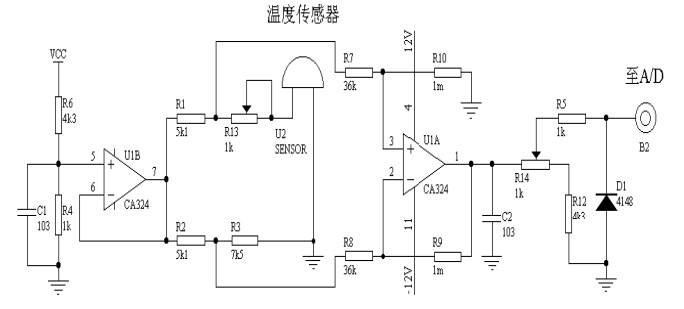 温度传感器
VCC
R6
4k3
C1
103
R4
1k
5
6
U1B
7
CA324
R1
5k1
R13
1k
U2
SENSOR
R2
5k1
R3
7k5
R7
36k
12V
R10
1m
4
3
2
U1A
1
CA324
11
-12V
R8
36k
R9
1m
C2
103
R14
1k
R5
1k
R12
4k3
D1
4148
至A/D
B2